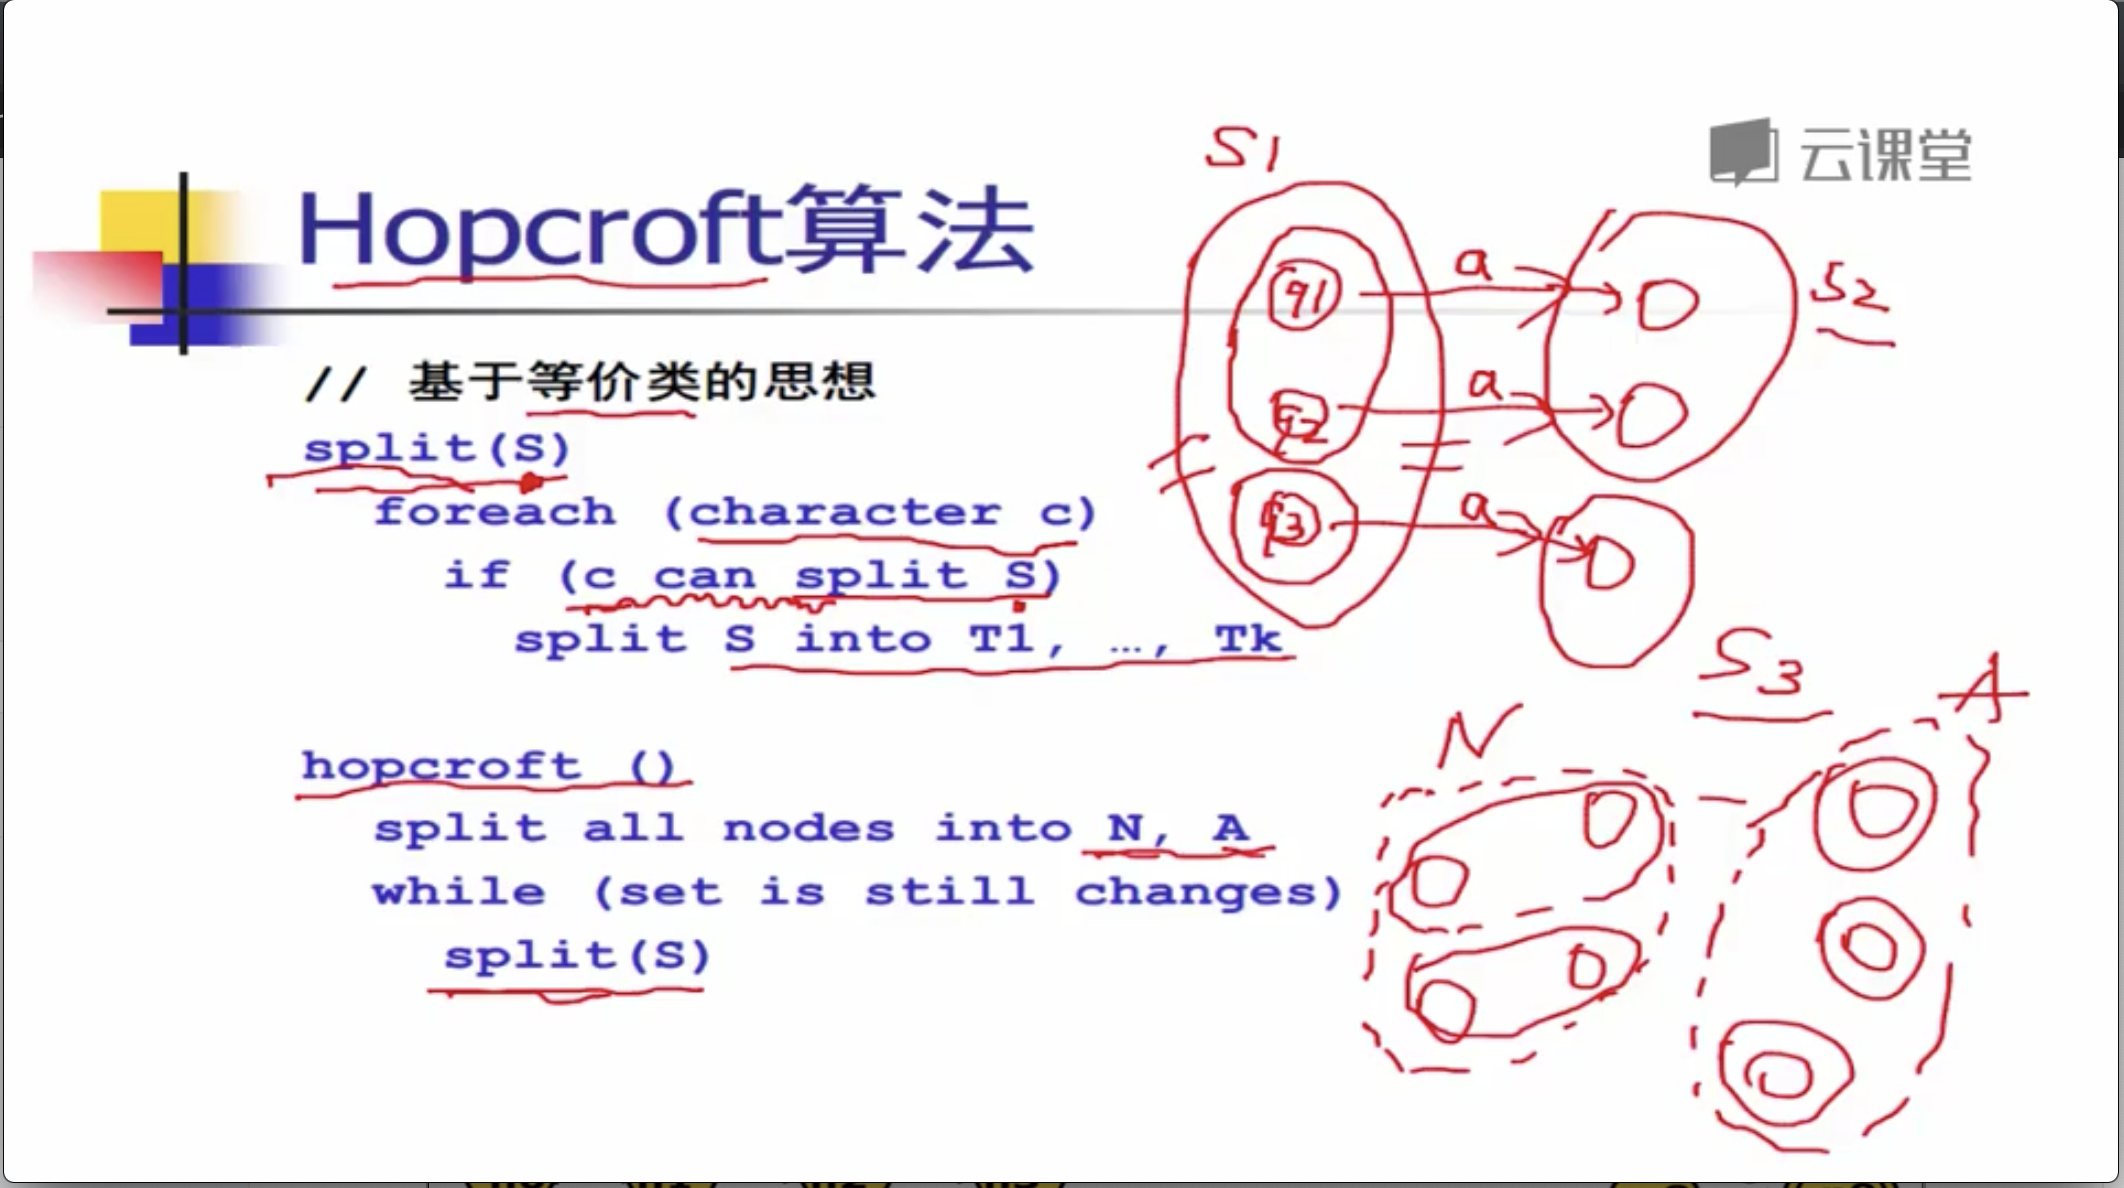 S1
云课堂
Hopcroft算法
q1 a S2
// 基于等价类的思想
q2 a
split(S)
foreach (character c)
q3 a
if (c can split S)
split S into T1, …, Tk
S3
A
N
hopcroft ()
split all nodes into N, A
while (set is still changes)
split(S)